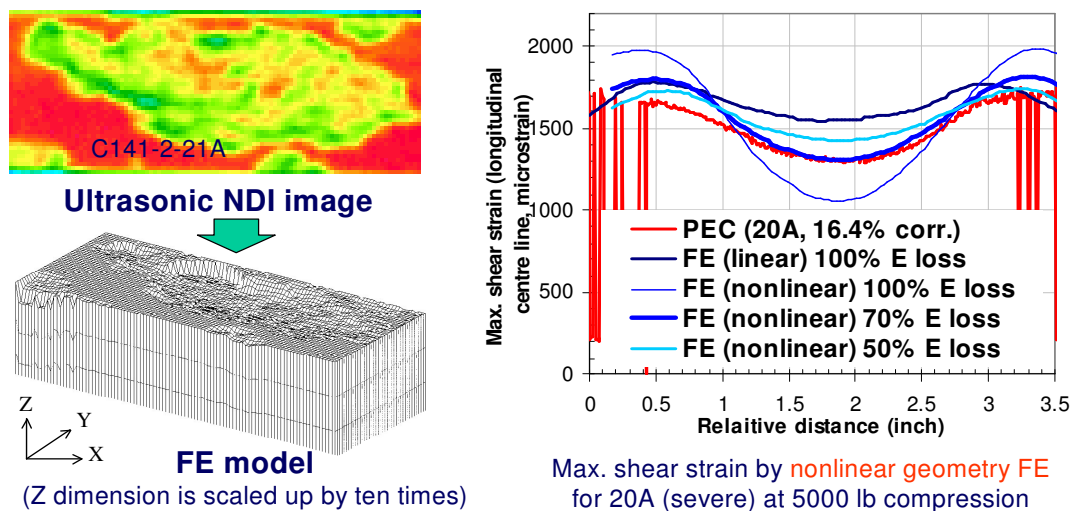 C141-2-21A
Ultrasonic NDI image
Z
Y
X
FE model
(Z dimension is scaled up by ten times)
Max. shear strain (longitudinal
centre line, microstrain)
2000
1500
1000
500
0
PEC (20A, 16.4% corr.)
FE (linear) 100% E loss
FE (nonlinear) 100% E loss
FE (nonlinear) 70% E loss
FE (nonlinear) 50% E loss
0 0.5 1 1.5 2 2.5 3 3.5
Relaitive distance (inch)
Max. shear strain by nonlinear geometry FE
for 20A (severe) at 5000 lb compression